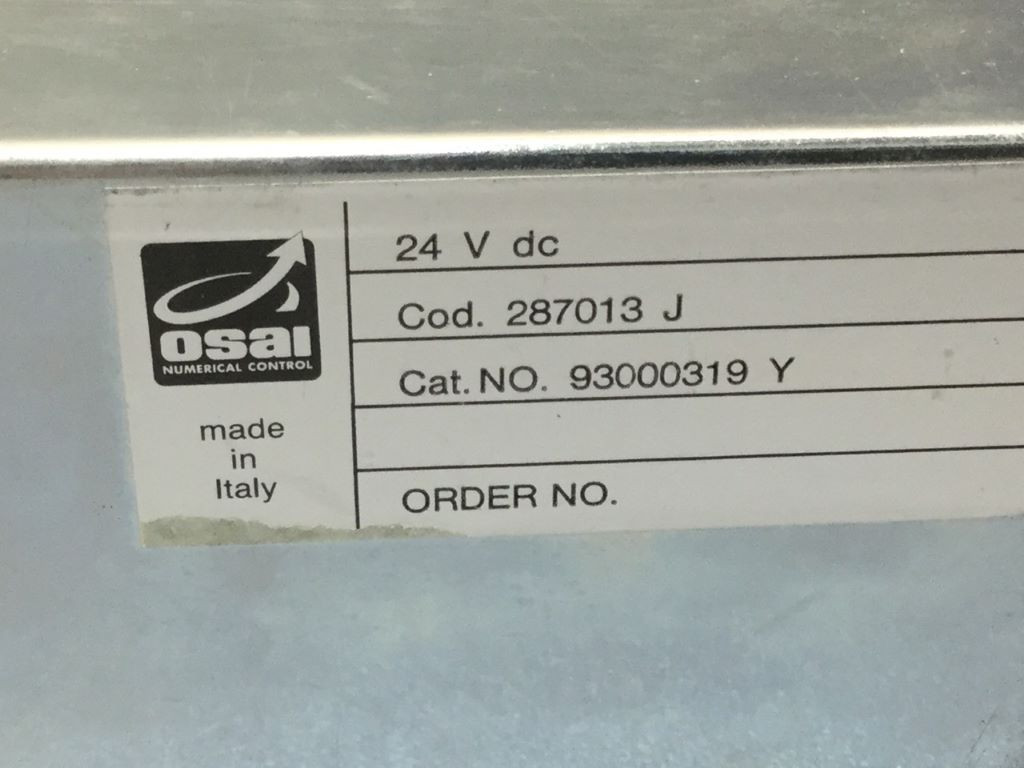 osai
NUMERICAL CONTROL
made
in
Italy
24 V dc
Cod. 287013 J
Cat. NO. 93000319 Y
ORDER NO.